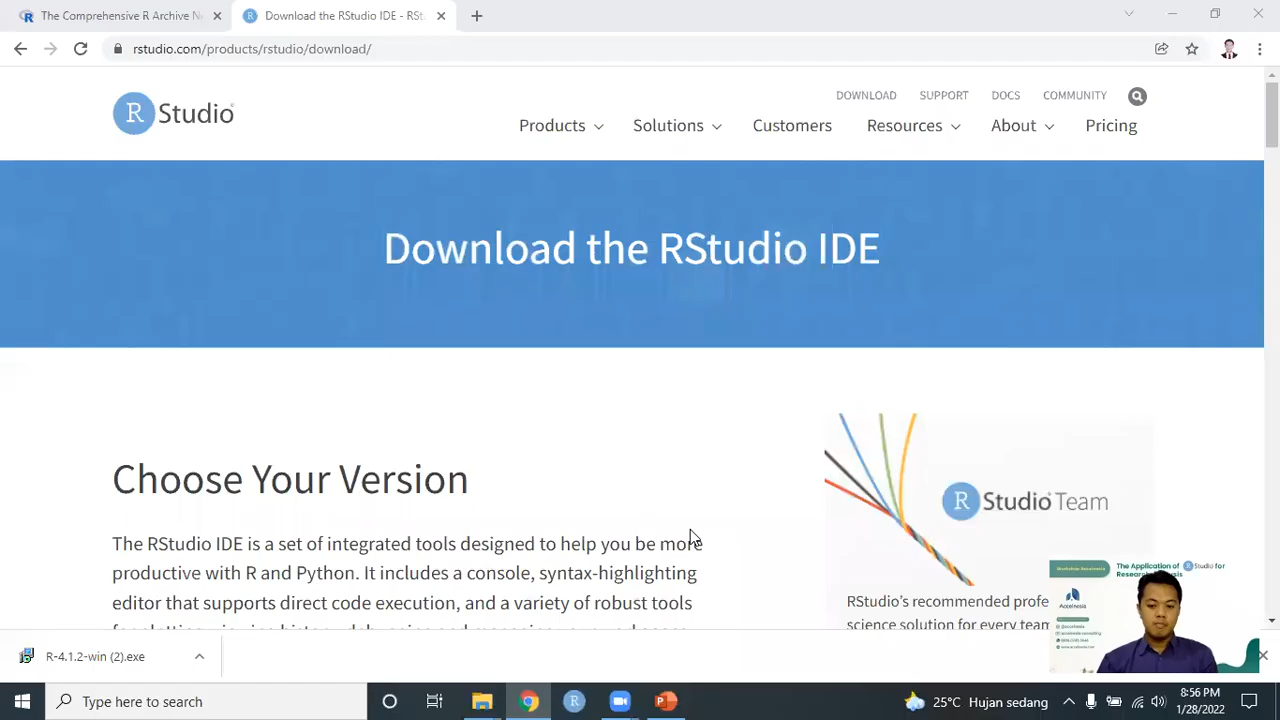 The Comprehensive R Archive Ne
Download the RStudio IDE - RSt
rstudio.com/products/rstudio/download/
DOWNLOAD SUPPORT DOCS COMMUNITY
R Studio
Products Solutions Customers Resources About Pricing
Download the RStudio IDE
Choose Your Version
The RStudio IDE is a set of integrated tools designed to help you be more
productive with R and Python. It includes a console, syntax-highlighting
editor that supports direct code execution, and a variety of robust tools
R Studio Team
RStudio's recommended profe
science solution for every team
The Application of R Studio for
Accelnesia
R-4.1.2-win (2).exe
Type here to search
25°C Hujan sedang
8:56 PM
1/28/2022